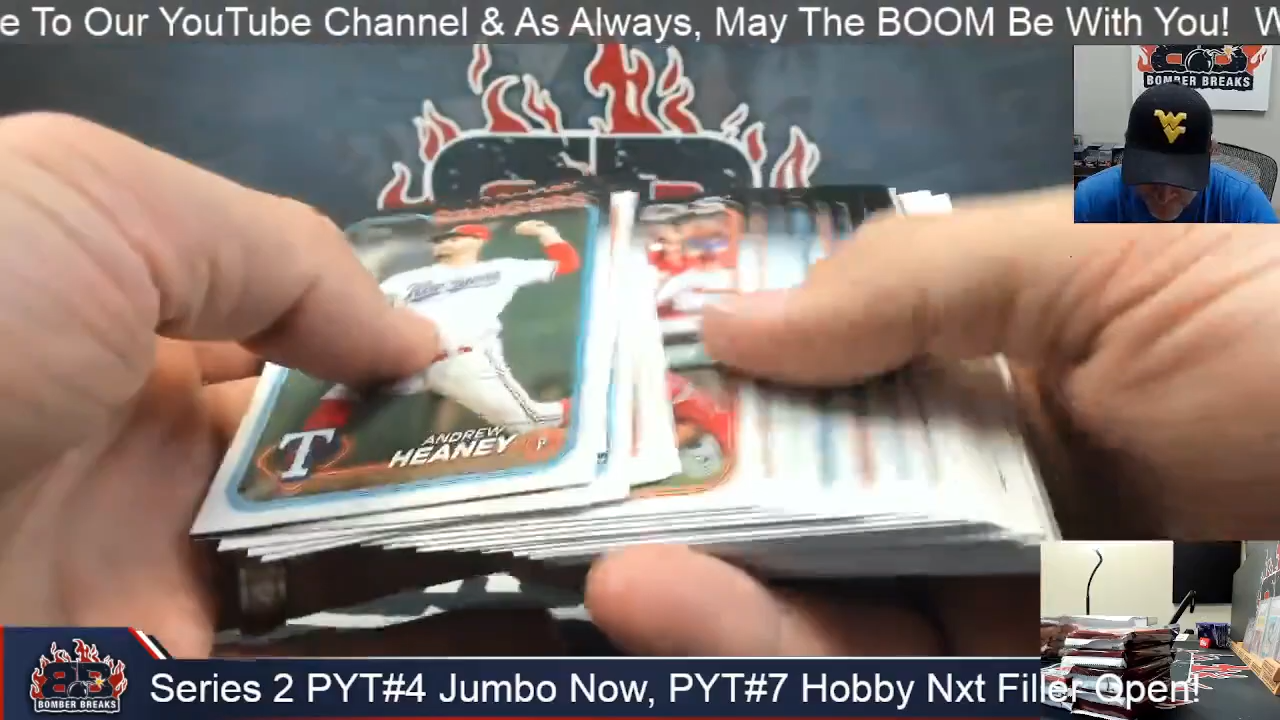 e To Our YouTube Channel & As Always, May The BOOM Be With You!  W
BOMBER BREAKS
W
V
T
ANDREW
HEANEY
P
BOMBER BREAKS
Series 2 PYT#4 Jumbo Now, PYT#7 Hobby Nxt Filler Open!